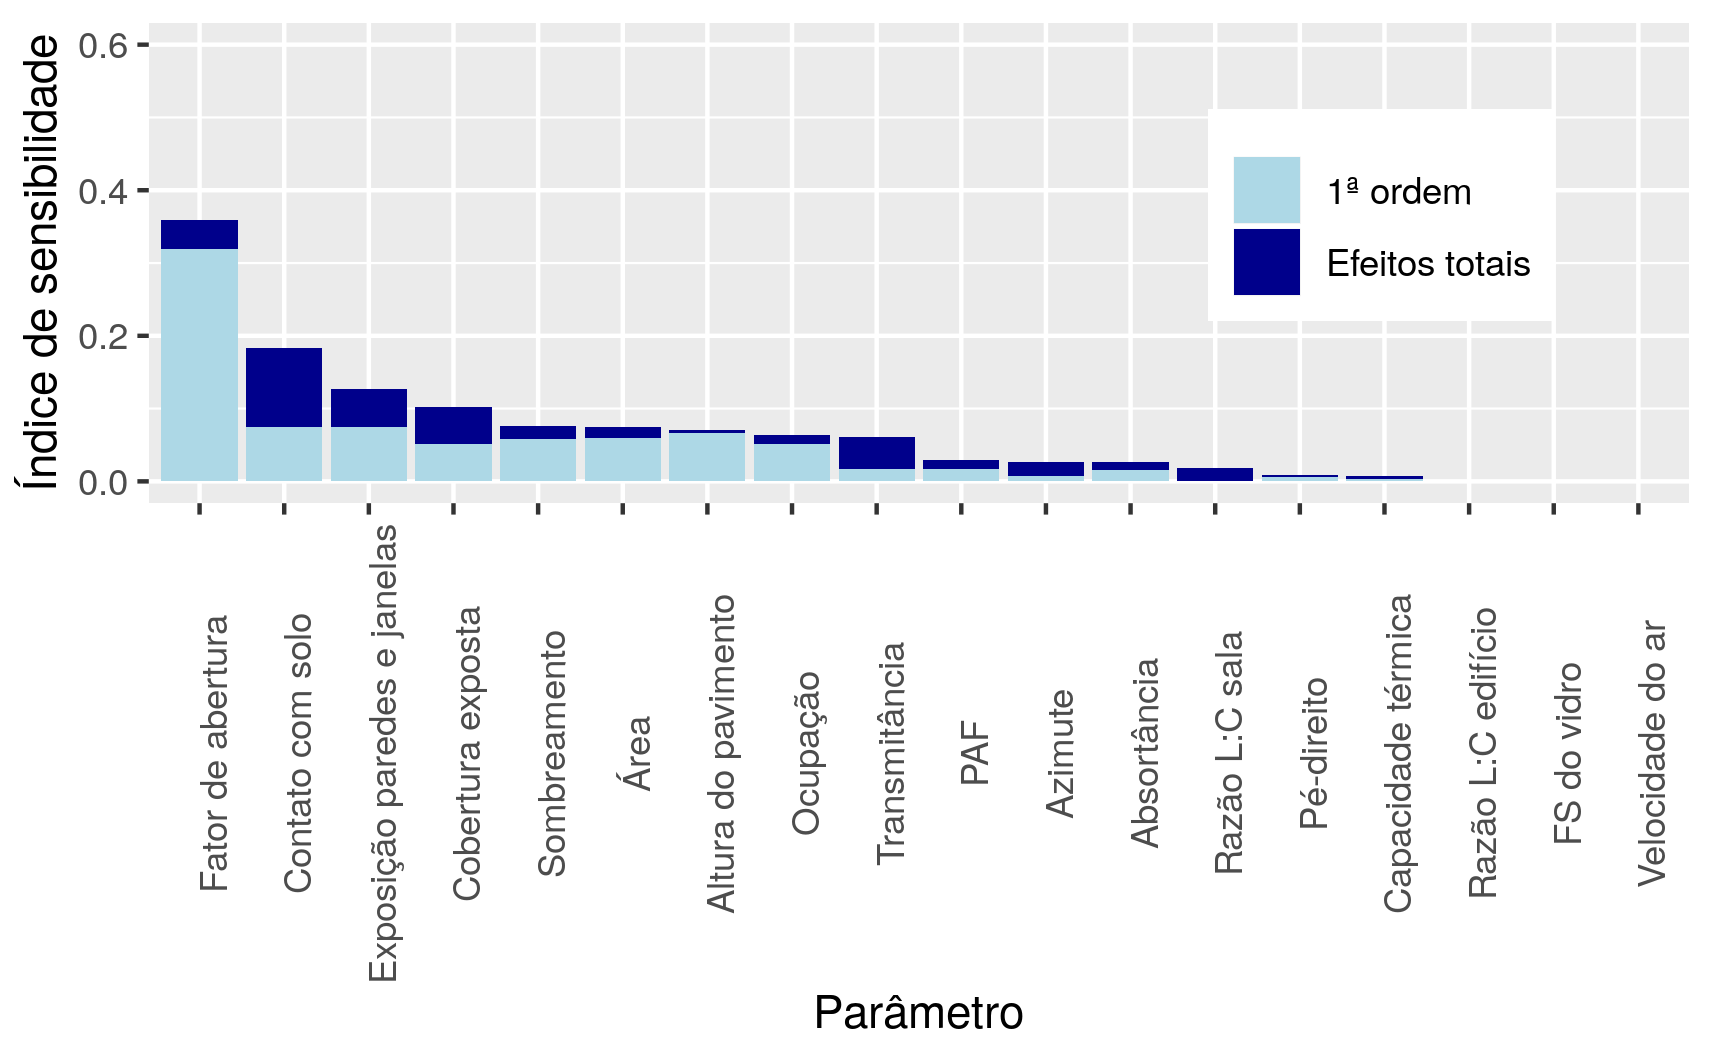 Índice de sensibilidade
0.6
0.4
0.2
0.0
1ª ordem
Efeitos totais
Fator de abertura
Contato com solo
Exposição paredes e janelas
Cobertura exposta
Sombreamento
Área
Altura do pavimento
Ocupação
Transmitância
PAF
Azimute
Absortância
Razão L:C sala
Pé-direito
Capacidade térmica
Razão L:C edifício
FS do vidro
Velocidade do ar
Parâmetro